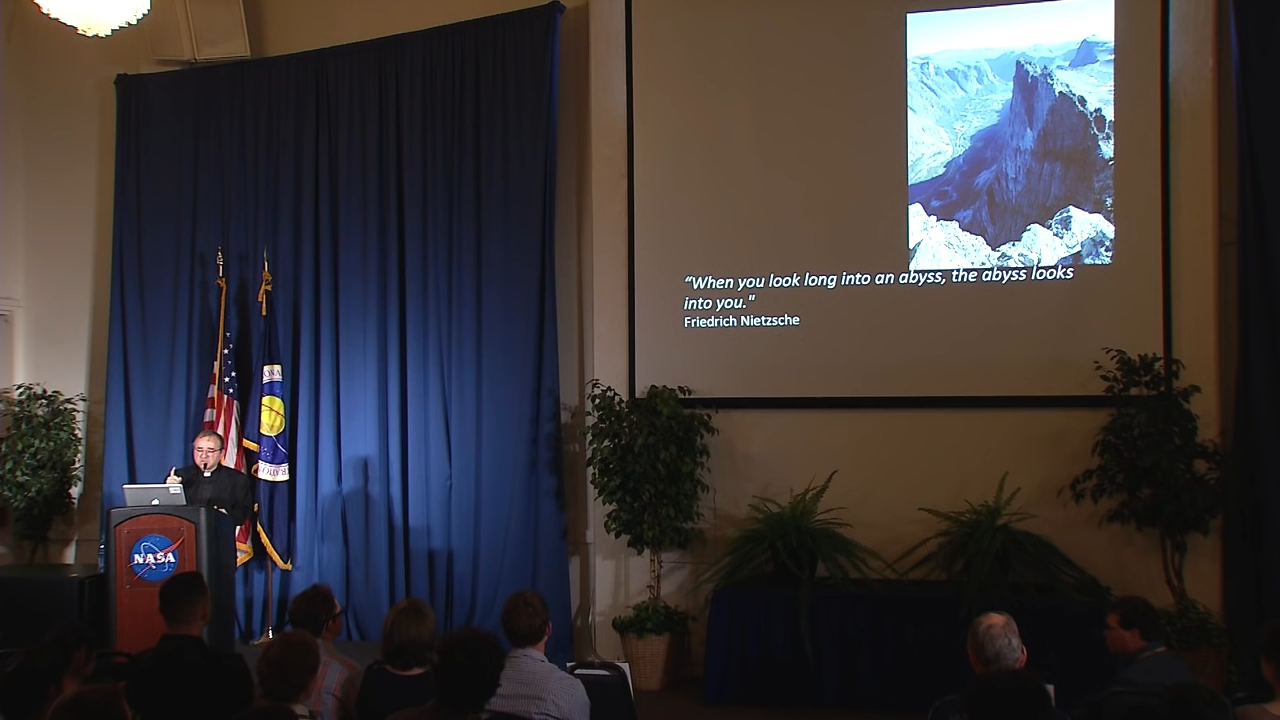 "When you look long into an abyss, the abyss looks
into you."
Friedrich Nietzsche
NASA